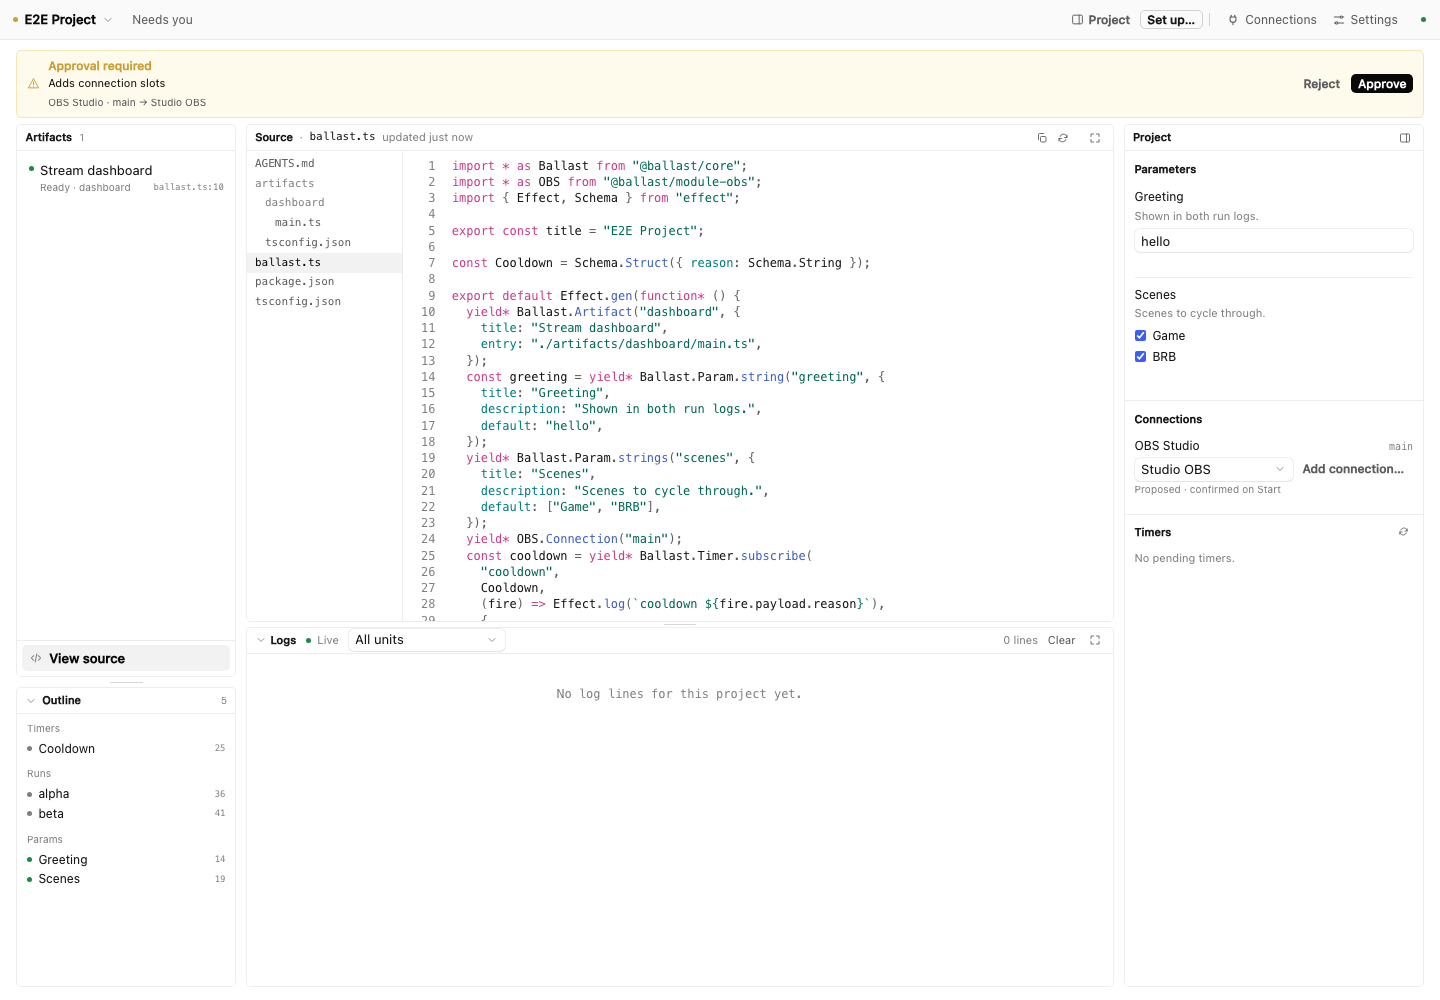 E2E Project
Needs you
Project
Set up...
Connections
Settings
Approval required
Adds connection slots
OBS Studio · main → Studio OBS
Reject
Approve
Artifacts 1
Stream dashboard
Ready · dashboard ballast.ts:10
View source
Outline 5
Timers
Cooldown 25
Runs
alpha 36
beta 41
Params
Greeting 14
Scenes 19
Source · ballast.ts updated just now
AGENTS.md
artifacts
dashboard
main.ts
tsconfig.json
ballast.ts
package.json
tsconfig.json
1 import * as Ballast from "@ballast/core";
2 import * as OBS from "@ballast/module-obs";
3 import { Effect, Schema } from "effect";
4
5 export const title = "E2E Project";
6
7 const Cooldown = Schema.Struct({ reason: Schema.String });
8
9 export default Effect.gen(function* () {
10 yield* Ballast.Artifact("dashboard", {
11 title: "Stream dashboard",
12 entry: "./artifacts/dashboard/main.ts",
13 });
14 const greeting = yield* Ballast.Param.string("greeting", {
15 title: "Greeting",
16 description: "Shown in both run logs.",
17 default: "hello",
18 });
19 yield* Ballast.Param.strings("scenes", {
20 title: "Scenes",
21 description: "Scenes to cycle through.",
22 default: ["Game", "BRB"],
23 });
24 yield* OBS.Connection("main");
25 const cooldown = yield* Ballast.Timer.subscribe(
26 "cooldown",
27 Cooldown,
28 (fire) => Effect.log(`cooldown ${fire.payload.reason}`),
29 {
Logs Live All units 0 lines Clear
No log lines for this project yet.
Project
Parameters
Greeting
Shown in both run logs.
hello
Scenes
Scenes to cycle through.
Game
BRB
Connections
OBS Studio main
Studio OBS Add connection...
Proposed · confirmed on Start
Timers
No pending timers.